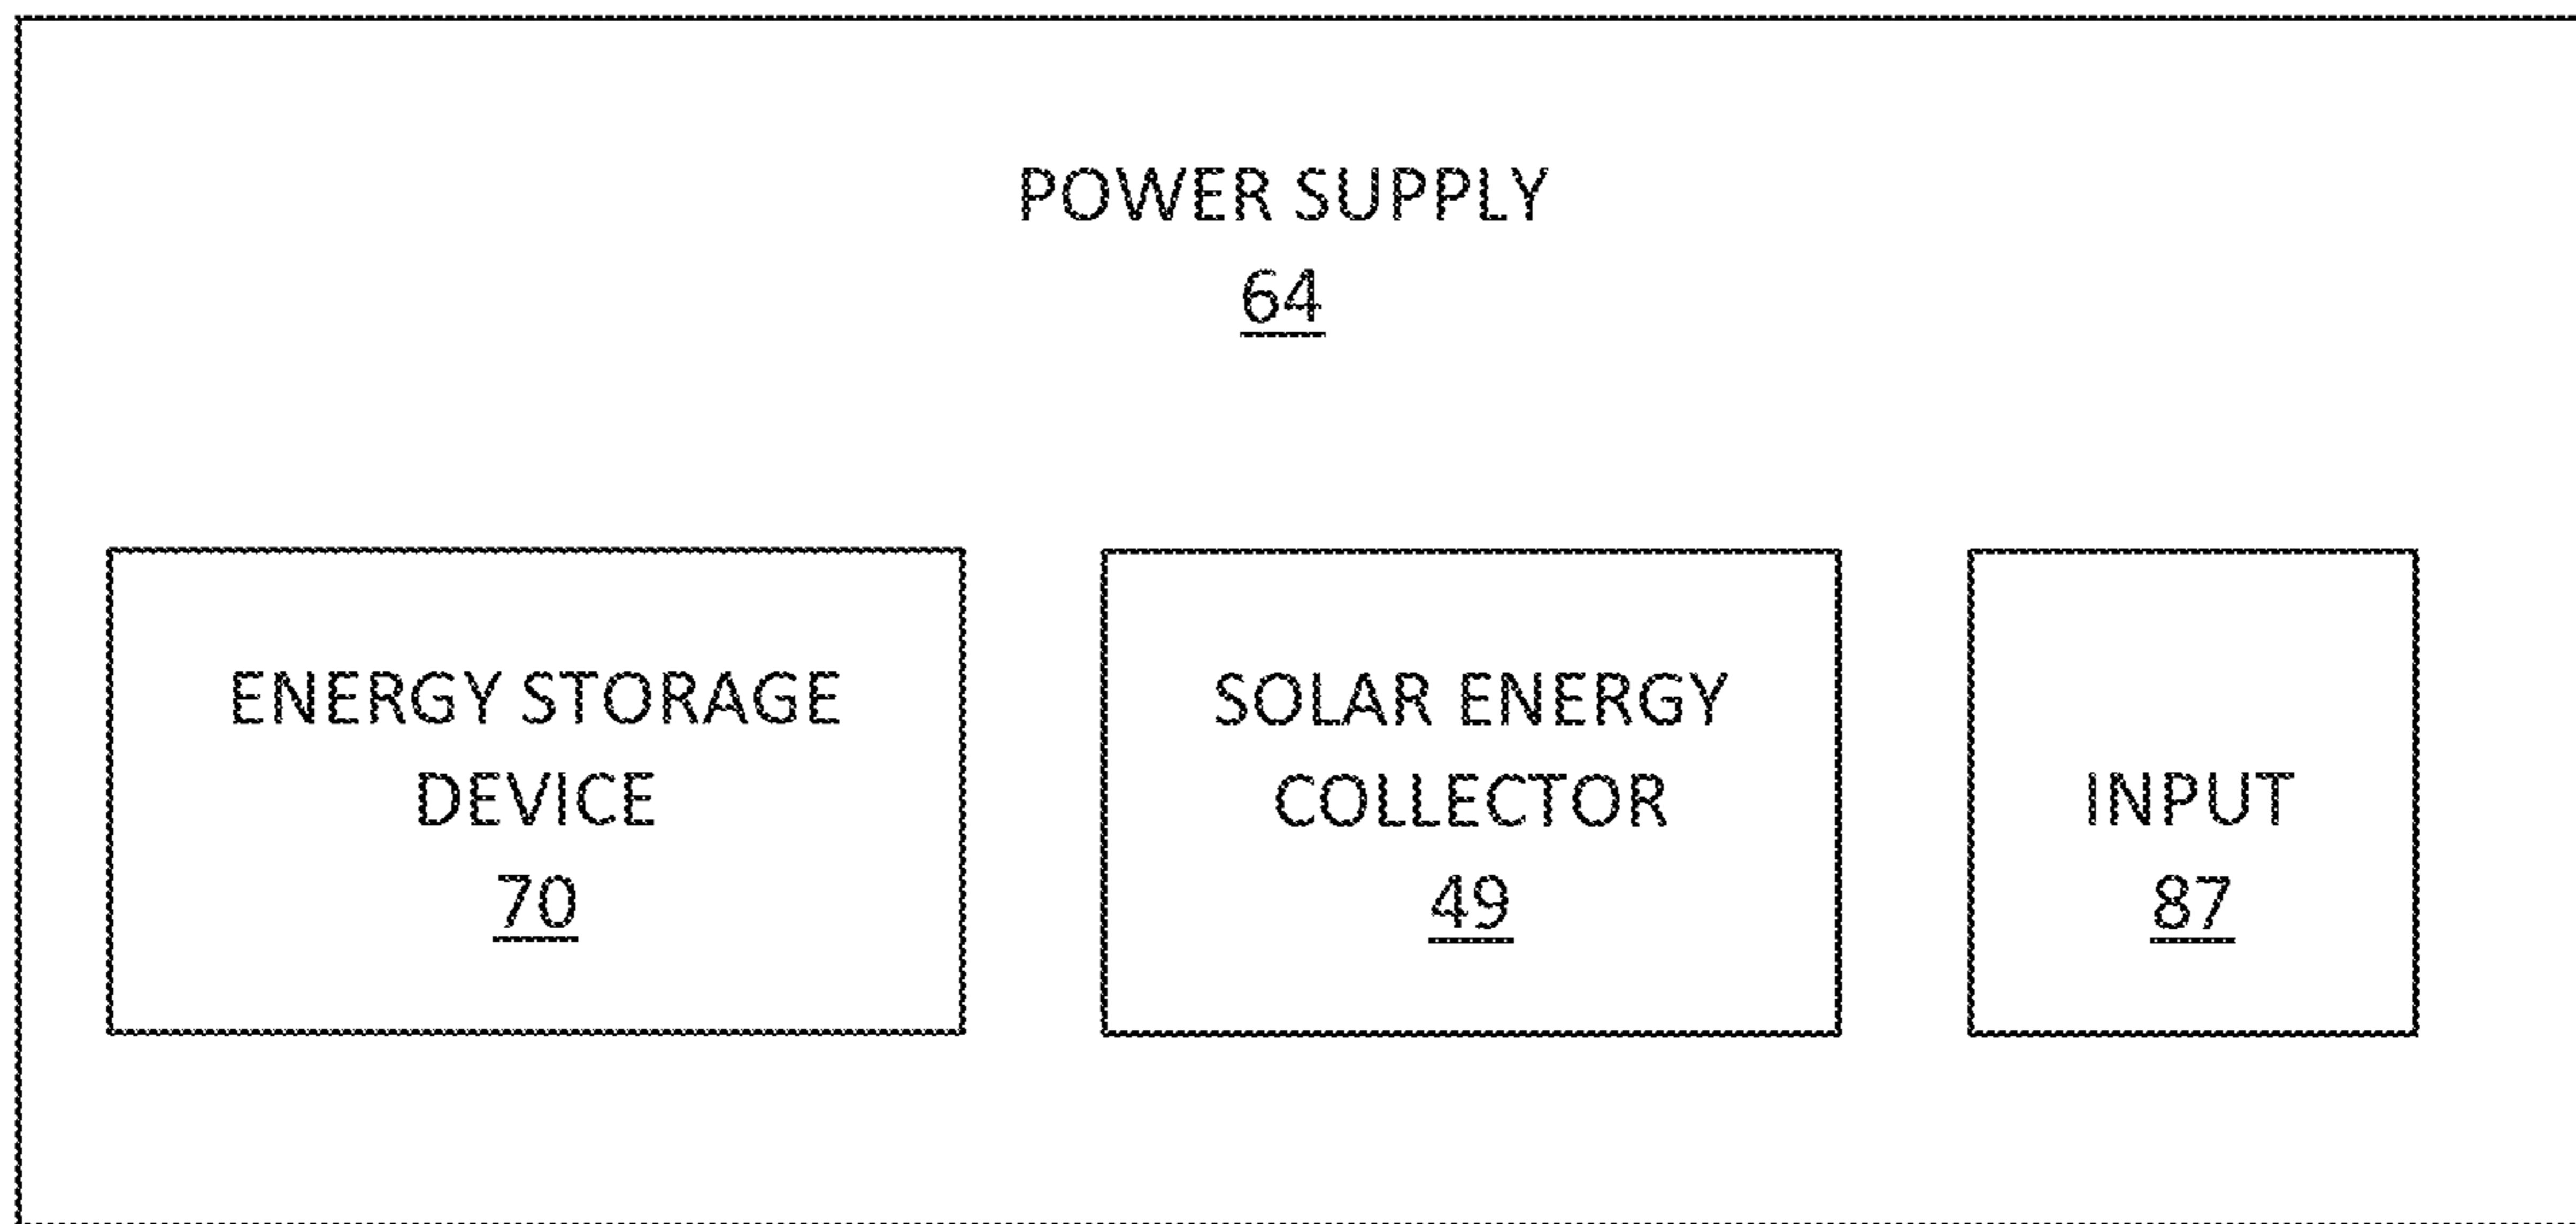 POWER SUPPLY
64
ENERGY STORAGE
DEVICE
70
SOLAR ENERGY
COLLECTOR
49
INPUT
87